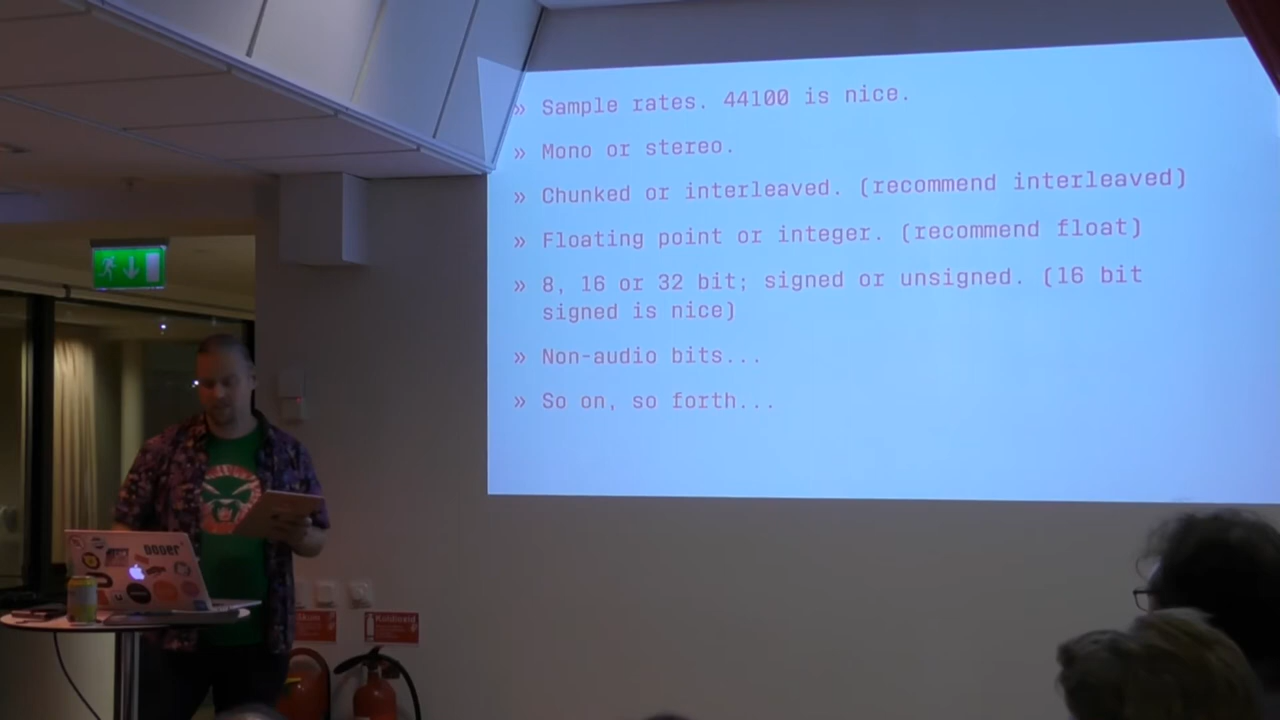 » Sample rates. 44100 is nice.
» Mono or stereo.
» Chunked or interleaved. (recommend interleaved)
» Floating point or integer. (recommend float)
» 8, 16 or 32 bit; signed or unsigned. (16 bit
signed is nice)
» Non-audio bits...
» So on, so forth...